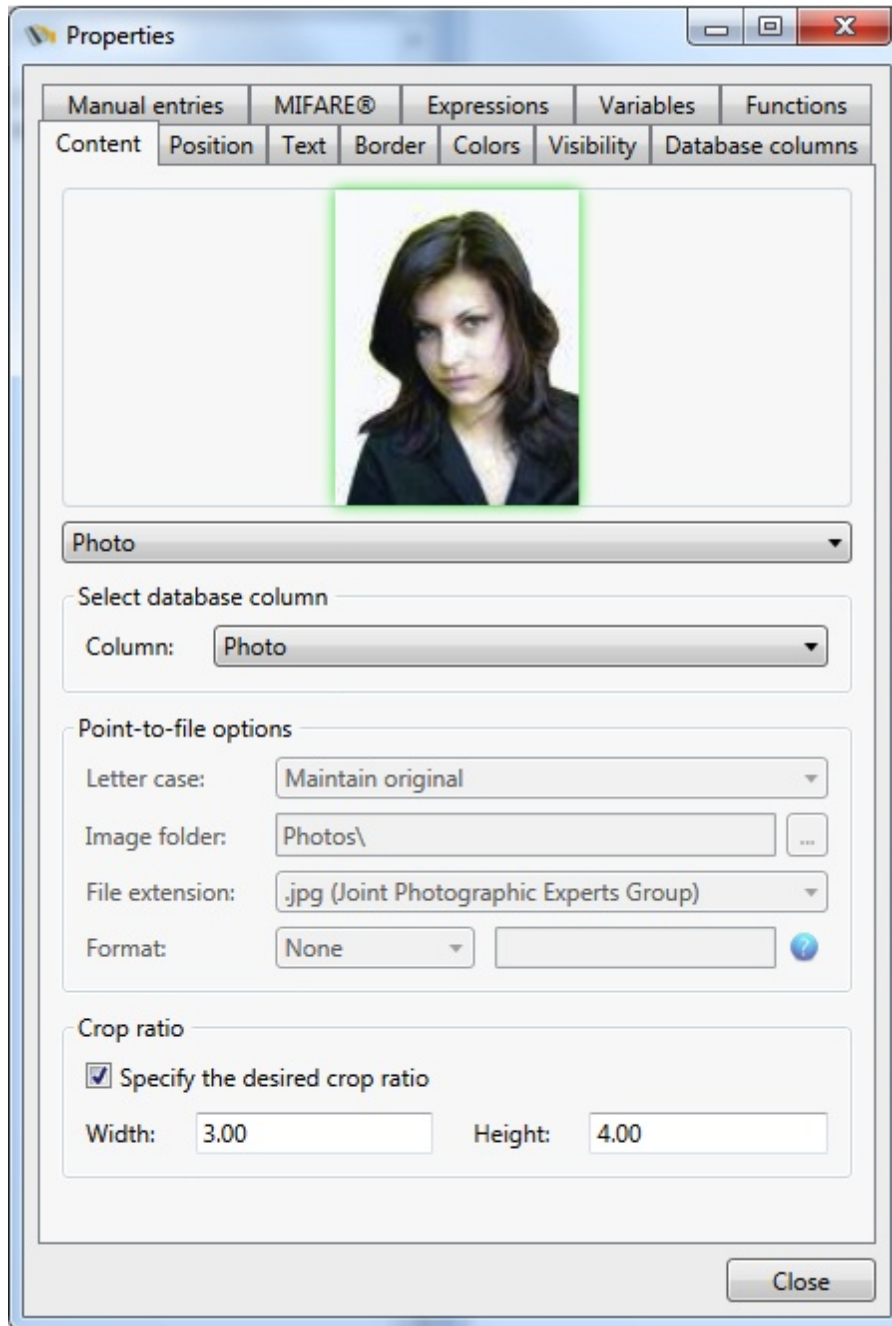 Properties
Manual entries MIFARE® Expressions Variables Functions
Content Position Text Border Colors Visibility Database columns
Photo
Select database column
Column: Photo
Point-to-file options
Letter case: Maintain original
Image folder: Photos\ ...
File extension: .jpg (Joint Photographic Experts Group)
Format: None ?
Crop ratio
Specify the desired crop ratio
Width: 3.00 Height: 4.00
Close